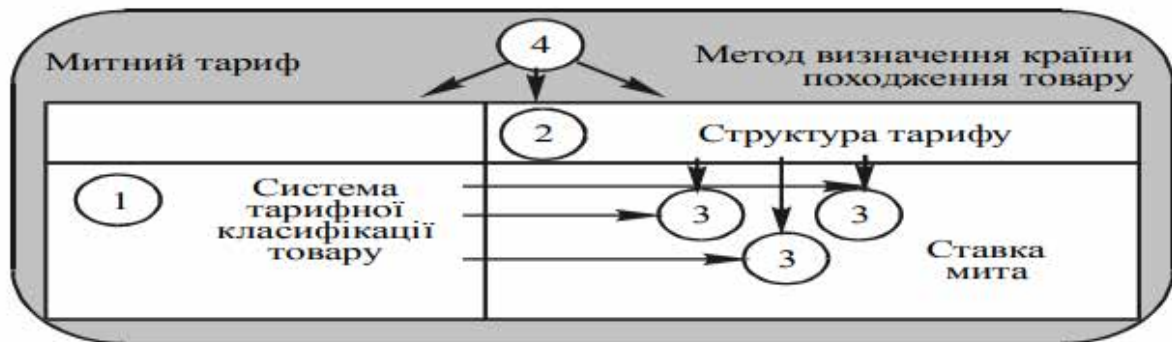 Митний тариф
4
Метод визначення країни
походження товару
2
Структура тарифу
1
Система
тарифної
класифікації
товару
3
3
3
Ставка
мита